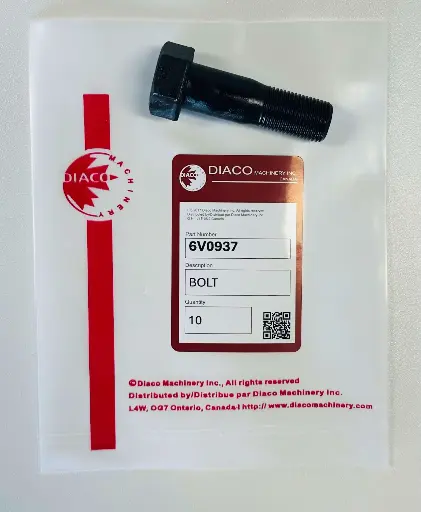 DIACO
MACHINERY
DIACO MACHINERY INC.
CANADA
Part Number
6V0937
Description
BOLT
Quantity
10
©Diaco Machinery Inc., All rights reserved
Distributed by/Distribue par Diaco Machinery Inc.
L4W, OG7 Ontario, Canada-I http:// www.diacomachinery.com